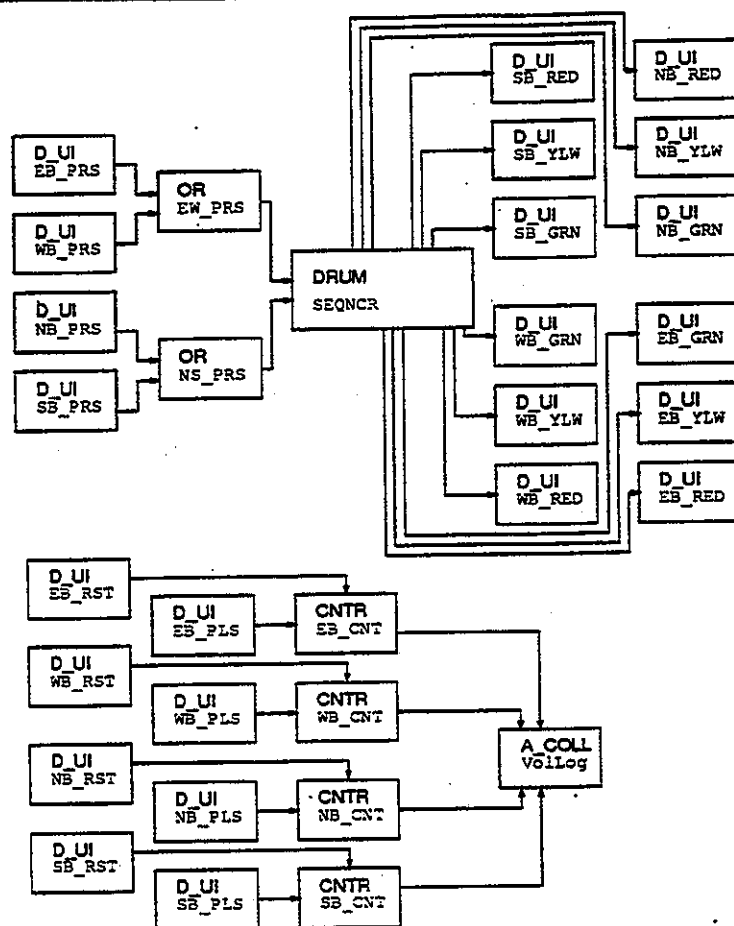 D_UI
SB_RED
D_UI
NB_RED
D_UI
SB_YLW
D_UI
NB_YLW
D_UI
EB_PRS
OR
EW_PRS
D_UI
WB_PRS
D_UI
SB_GRN
D_UI
NB_GRN
DRUM
SEQNCR
D_UI
NB_PRS
OR
NS_PRS
D_UI
SB_PRS
D_UI
WB_GRN
D_UI
EB_GRN
D_UI
WB_YLW
D_UI
EB_YLW
D_UI
WB_RED
D_UI
EB_RED
D_UI
EB_RST
D_UI
EB_PLS
CNTR
EB_CNT
D_UI
WB_RST
D_UI
WB_PLS
CNTR
WB_CNT
A_COLL
VolLog
D_UI
NB_RST
D_UI
NB_PLS
CNTR
NB_CNT
D_UI
SB_RST
D_UI
SB_PLS
CNTR
SB_CNT